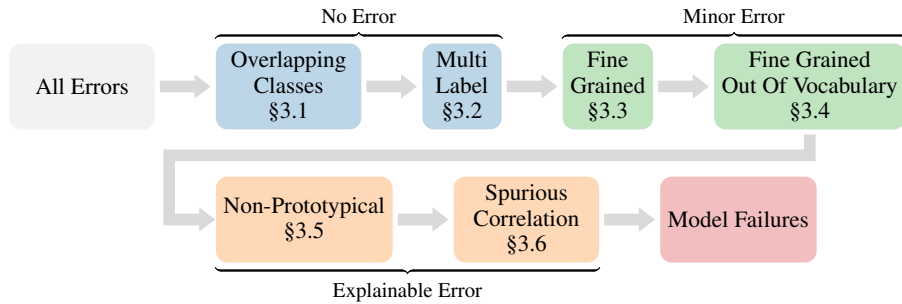 No Error
Minor Error
All Errors
Overlapping
Classes
§3.1
Multi
Label
§3.2
Fine
Grained
§3.3
Fine Grained
Out Of Vocabulary
§3.4
Non-Prototypical
§3.5
Spurious
Correlation
§3.6
Model Failures
Explainable Error